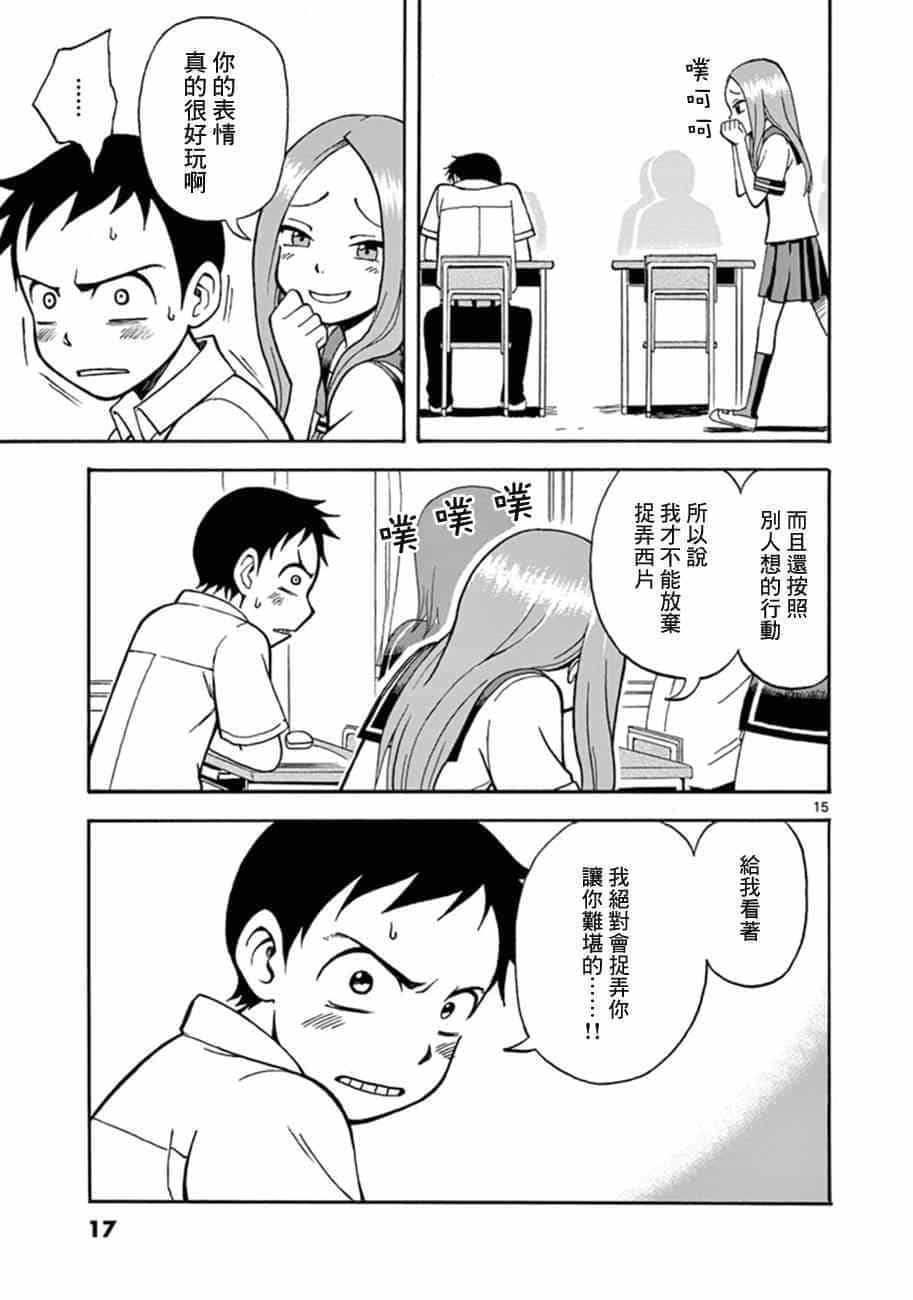 噗
呵
呵
你的表情
真的很好玩啊
……
而且還按照
別人想的行動
所以說
我才不能放棄
捉弄西片
噗
噗
噗
15
給我看著
我絕對會捉弄你
讓你難堪的……!!
17